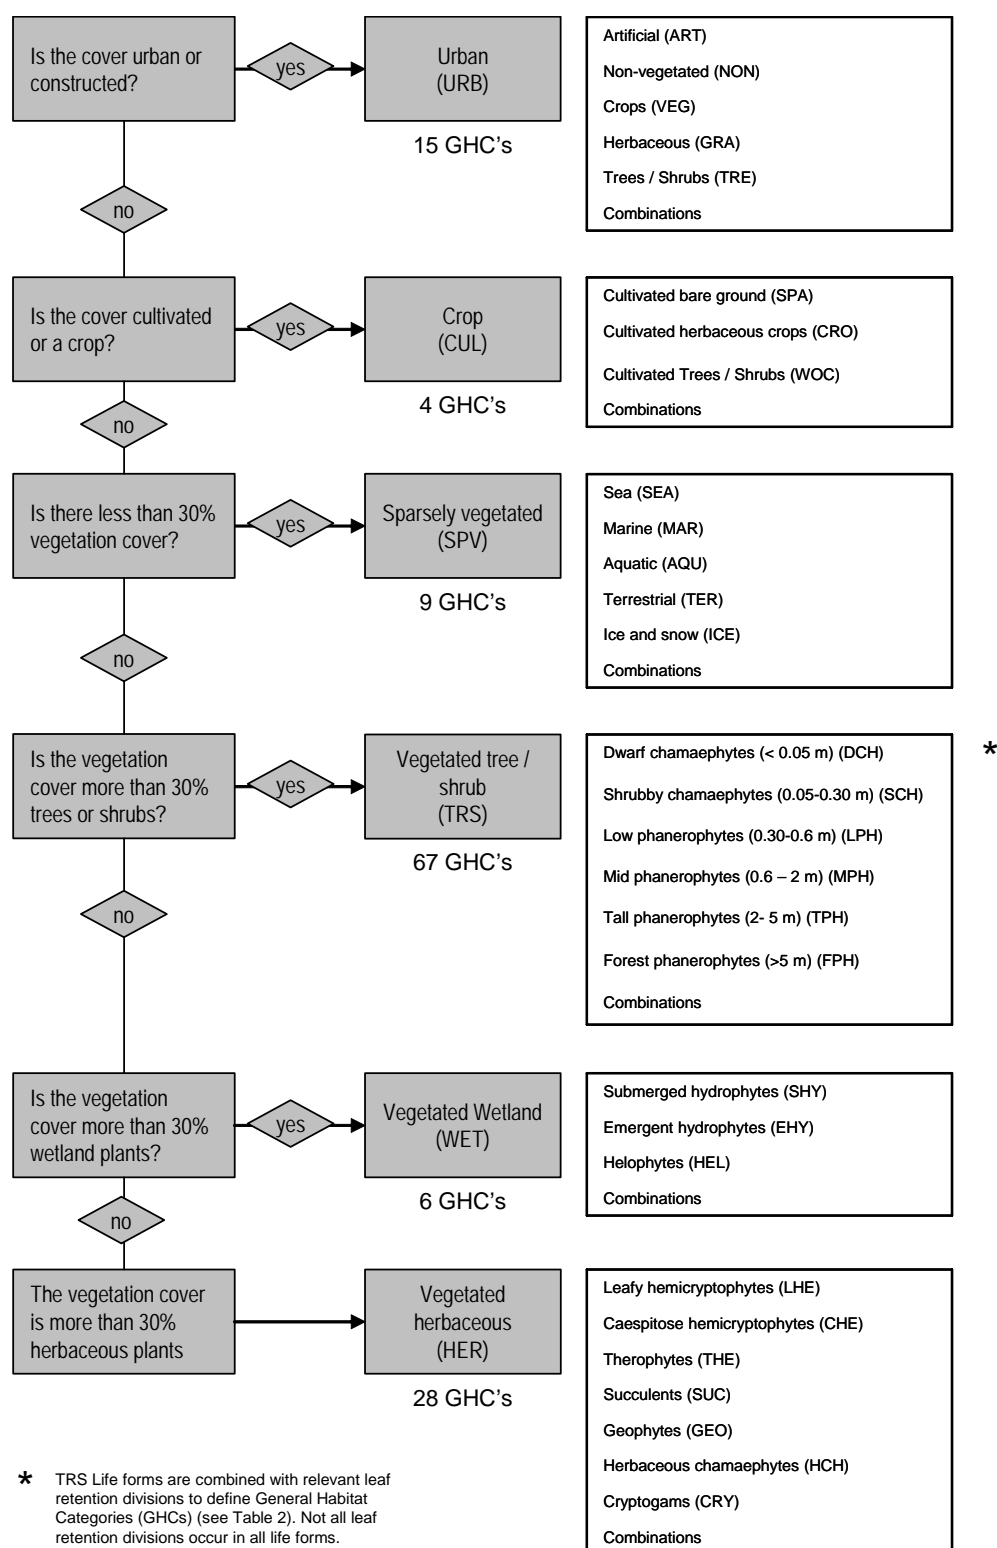 Is the cover urban or
constructed?
yes
Urban
(URB)
15 GHC's
Artificial (ART)
Non-vegetated (NON)
Crops (VEG)
Herbaceous (GRA)
Trees / Shrubs (TRE)
Combinations
no
Is the cover cultivated
or a crop?
yes
Crop
(CUL)
4 GHC's
Cultivated bare ground (SPA)
Cultivated herbaceous crops (CRO)
Cultivated Trees / Shrubs (WOC)
Combinations
no
Is there less than 30%
vegetation cover?
yes
Sparsely vegetated
(SPV)
9 GHC's
Sea (SEA)
Marine (MAR)
Aquatic (AQU)
Terrestrial (TER)
Ice and snow (ICE)
Combinations
no
Is the vegetation
cover more than 30%
trees or shrubs?
yes
Vegetated tree /
shrub
(TRS)
67 GHC's
Dwarf chamaephytes (< 0.05 m) (DCH)
Shrubby chamaephytes (0.05-0.30 m) (SCH)
Low phanerophytes (0.30-0.6 m) (LPH)
Mid phanerophytes (0.6 – 2 m) (MPH)
Tall phanerophytes (2- 5 m) (TPH)
Forest phanerophytes (>5 m) (FPH)
Combinations
*
no
Is the vegetation
cover more than 30%
wetland plants?
yes
Vegetated Wetland
(WET)
6 GHC's
Submerged hydrophytes (SHY)
Emergent hydrophytes (EHY)
Helophytes (HEL)
Combinations
no
The vegetation cover
is more than 30%
herbaceous plants
Vegetated
herbaceous
(HER)
28 GHC's
Leafy hemicryptophytes (LHE)
Caespitose hemicryptophytes (CHE)
Therophytes (THE)
Succulents (SUC)
Geophytes (GEO)
Herbaceous chamaephytes (HCH)
Cryptogams (CRY)
Combinations
* TRS Life forms are combined with relevant leaf
retention divisions to define General Habitat
Categories (GHCs) (see Table 2). Not all leaf
retention divisions occur in all life forms.